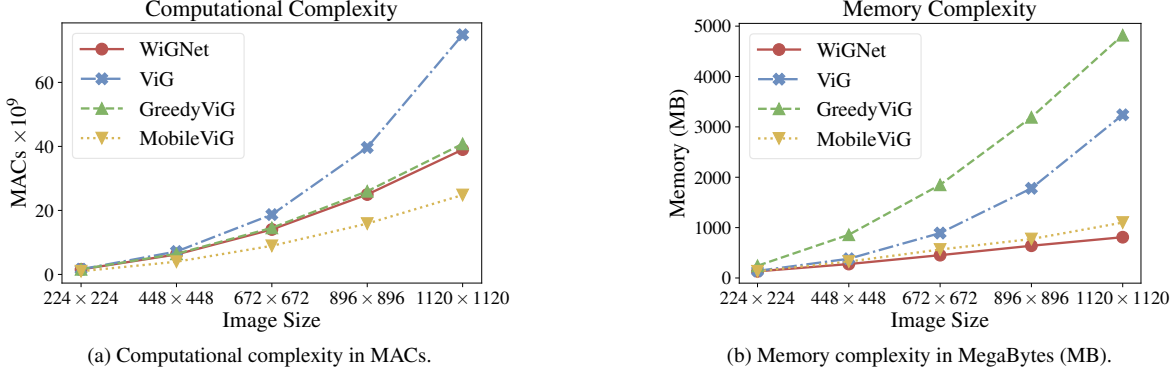 Computational Complexity
MACs ×10⁹
60
40
20
0
WiGNet
ViG
GreedyViG
MobileViG
224 × 224 448 × 448 672 × 672 896 × 896 1120 × 1120
Image Size
(a) Computational complexity in MACs.
Memory Complexity
Memory (MB)
5000
4000
3000
2000
1000
0
WiGNet
ViG
GreedyViG
MobileViG
224 × 224 448 × 448 672 × 672 896 × 896 1120 × 1120
Image Size
(b) Memory complexity in MegaBytes (MB).